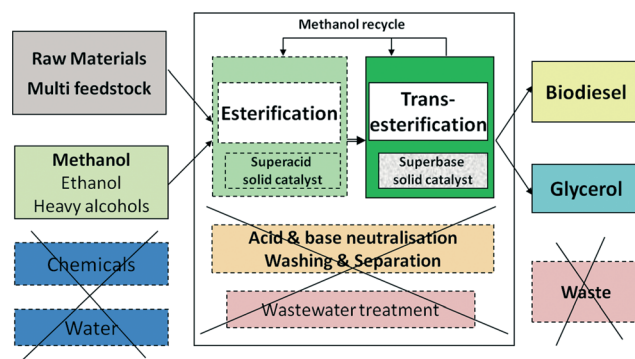 Methanol recycle
Raw Materials
Multi feedstock
Methanol
Ethanol
Heavy alcohols
Chemicals
Water
Esterification
Superacid
solid catalyst
Trans-
esterification
Superbase
solid catalyst
Acid & base neutralisation
Washing & Separation
Wastewater treatment
Biodiesel
Glycerol
Waste